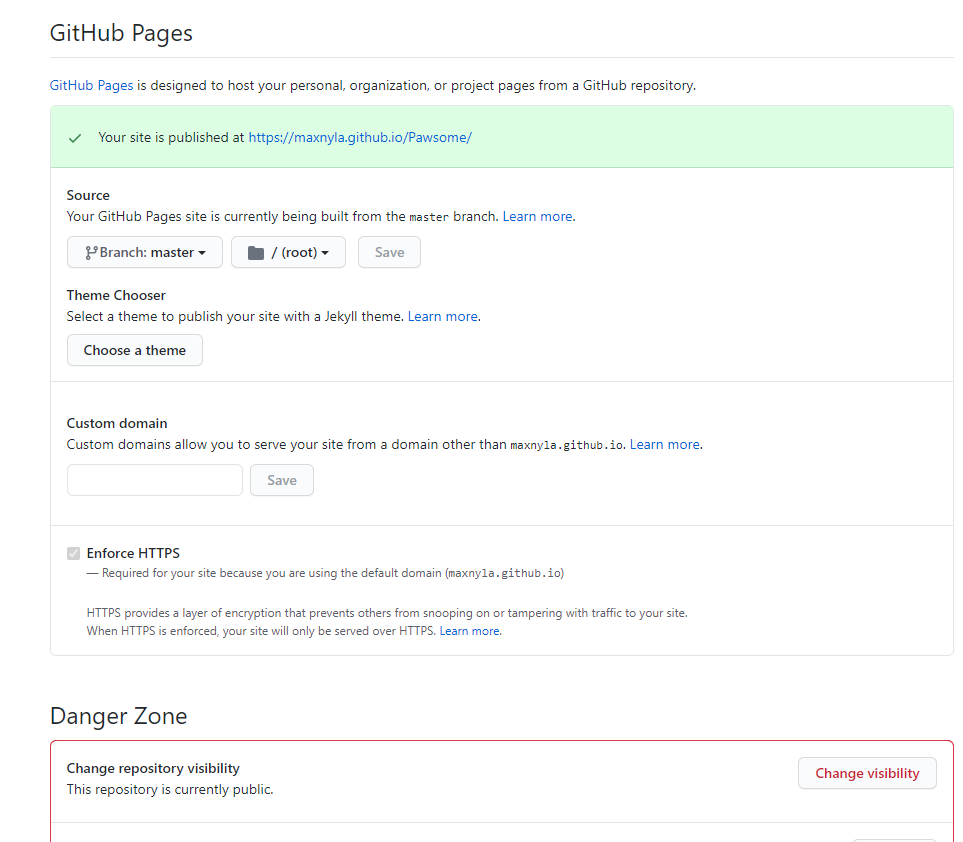 GitHub Pages
GitHub Pages is designed to host your personal, organization, or project pages from a GitHub repository.
Your site is published at https://maxnyla.github.io/Pawsome/
Source
Your GitHub Pages site is currently being built from the master branch. Learn more.
Branch: master
/ (root)
Save
Theme Chooser
Select a theme to publish your site with a Jekyll theme. Learn more.
Choose a theme
Custom domain
Custom domains allow you to serve your site from a domain other than maxnyla.github.io. Learn more.
Save
Enforce HTTPS
— Required for your site because you are using the default domain (maxnyla.github.io)
HTTPS provides a layer of encryption that prevents others from snooping on or tampering with traffic to your site.
When HTTPS is enforced, your site will only be served over HTTPS. Learn more.
Danger Zone
Change repository visibility
This repository is currently public.
Change visibility